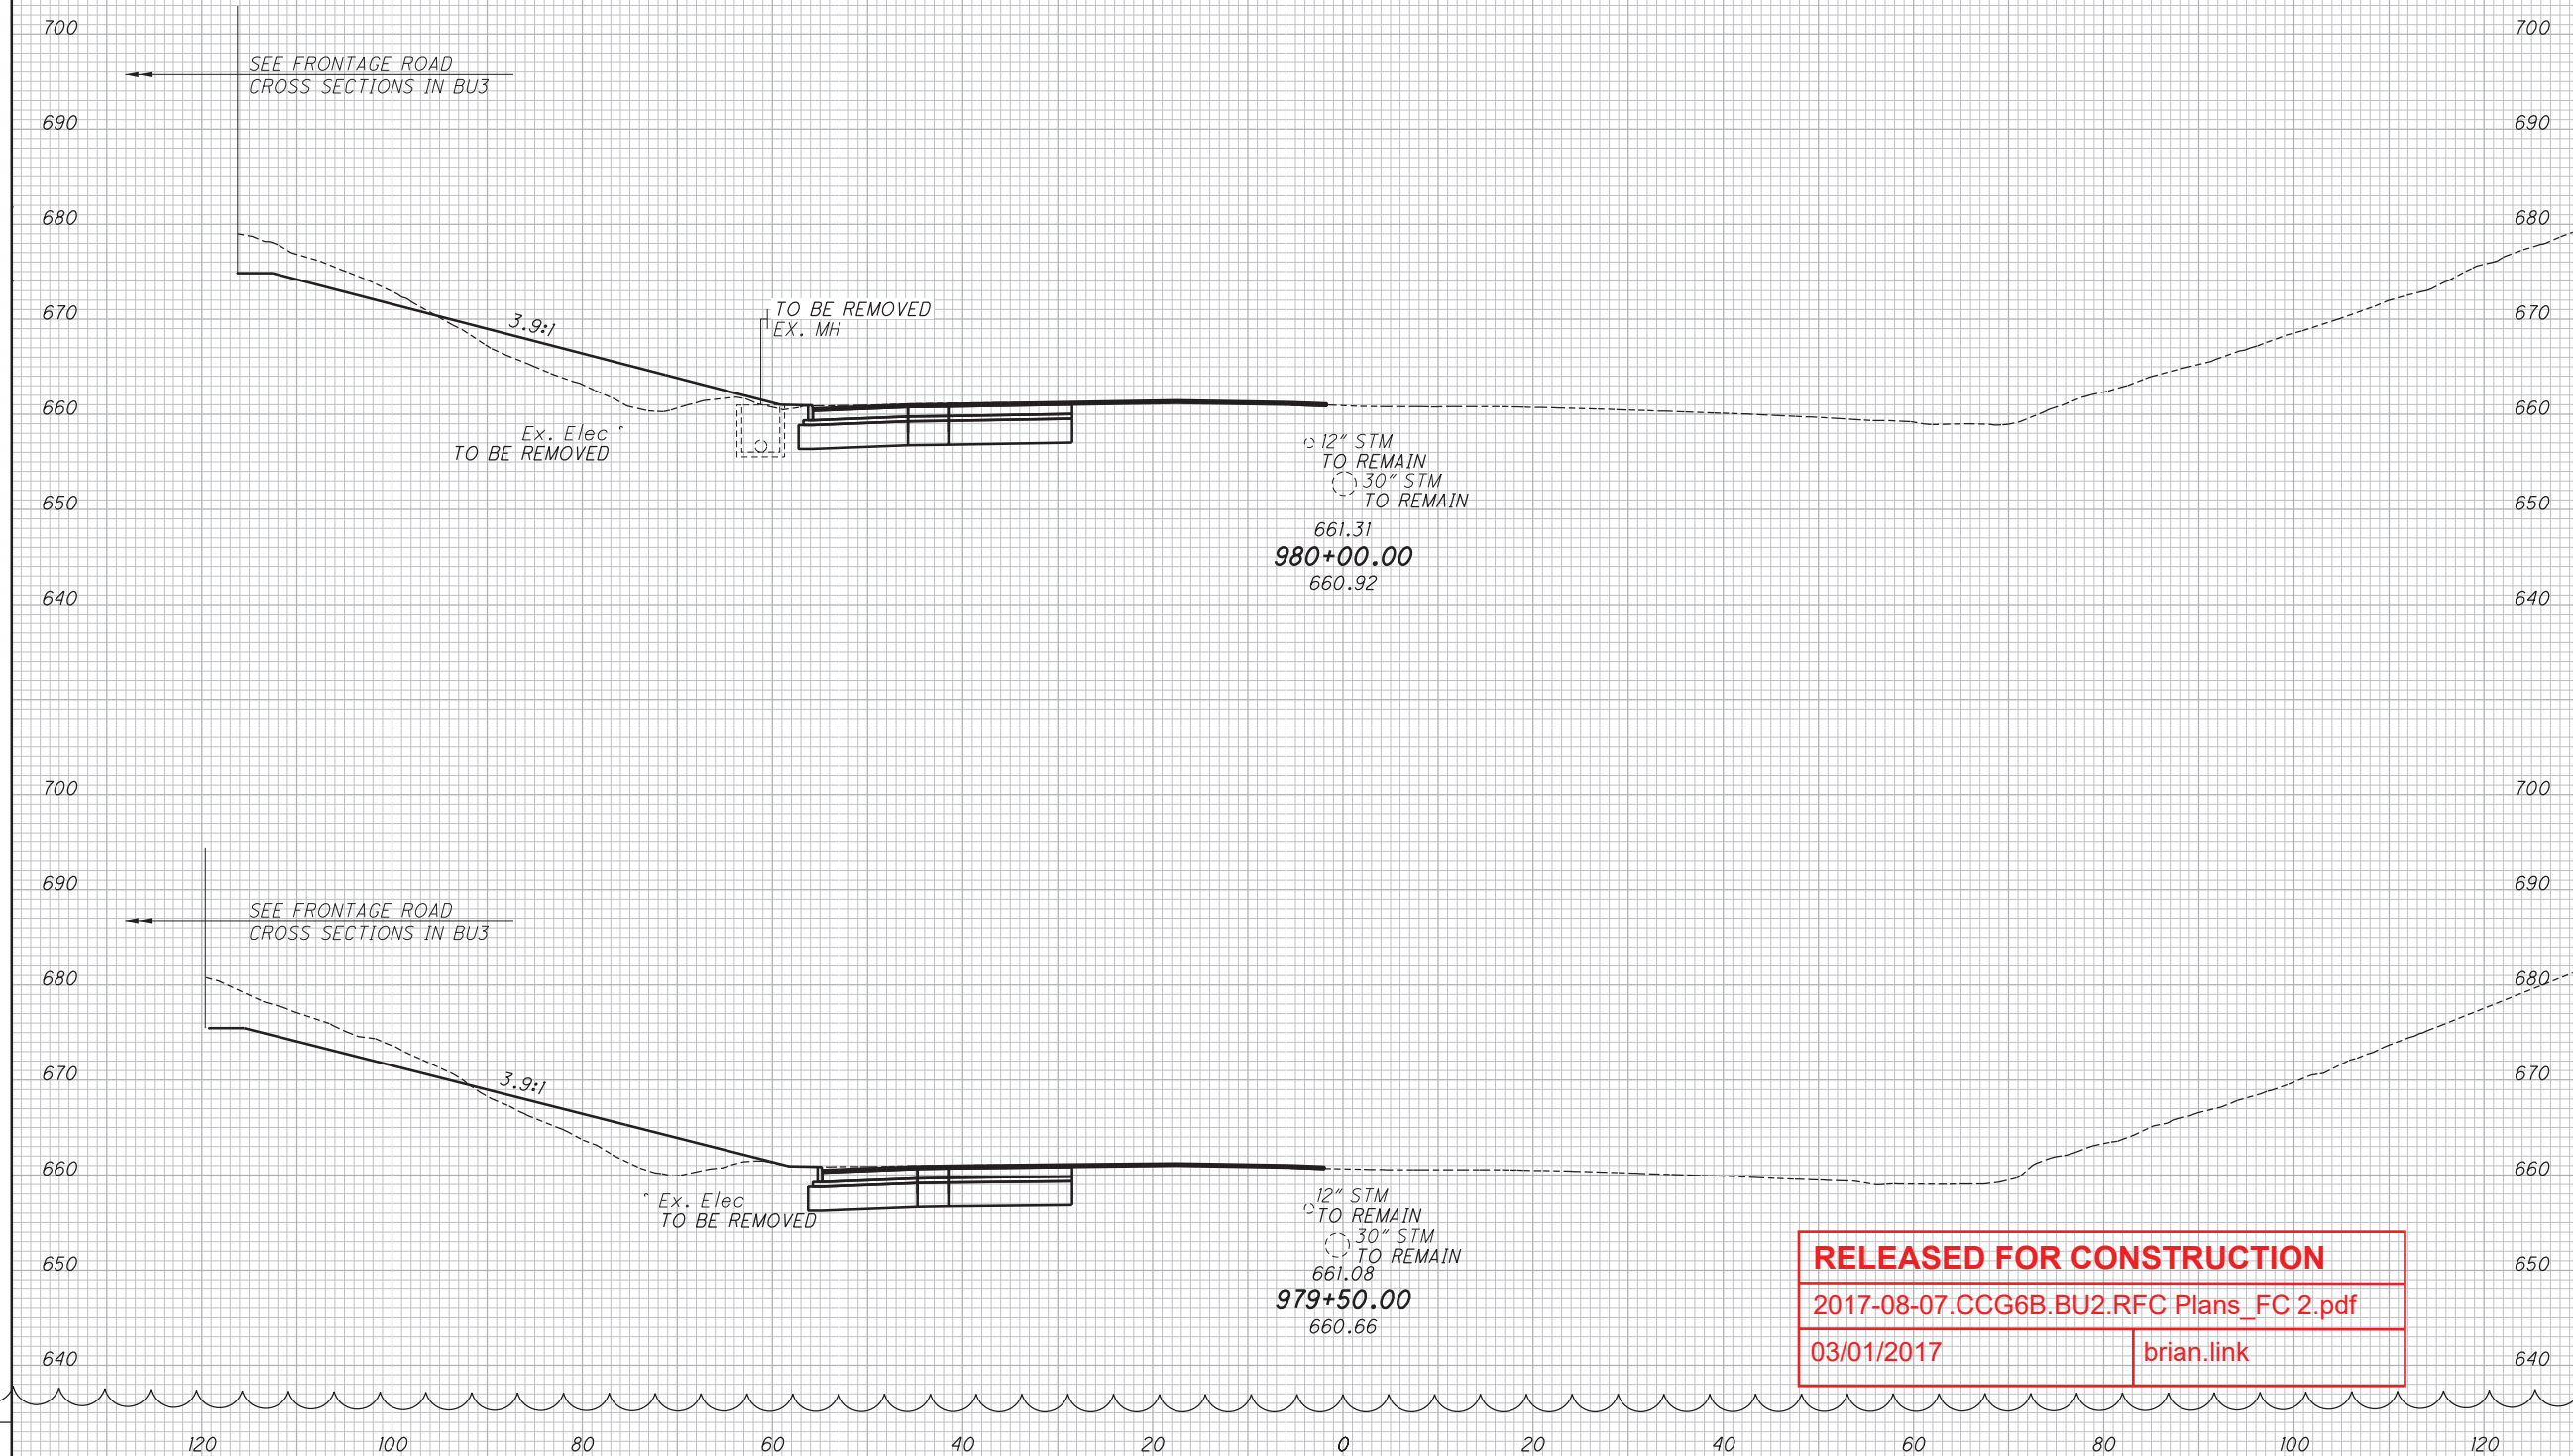 700 700
SEE FRONTAGE ROAD
CROSS SECTIONS IN BU3
690 690
680 680
670 670
3.9:1
TO BE REMOVED
EX. MH
660 660
Ex. Elec
TO BE REMOVED
12" STM
TO REMAIN
30" STM
TO REMAIN
650 650
661.31
980+00.00
660.92
640 640
700 700
690 690
SEE FRONTAGE ROAD
CROSS SECTIONS IN BU3
680 680
670 670
3.9:1
660 660
Ex. Elec
TO BE REMOVED
12" STM
TO REMAIN
30" STM
TO REMAIN
650 650
661.08
979+50.00
660.66
RELEASED FOR CONSTRUCTION
2017-08-07.CCG6B.BU2.RFC Plans_FC 2.pdf
03/01/2017 brian.link
640 640
120 100 80 60 40 20 0 20 40 60 80 100 120